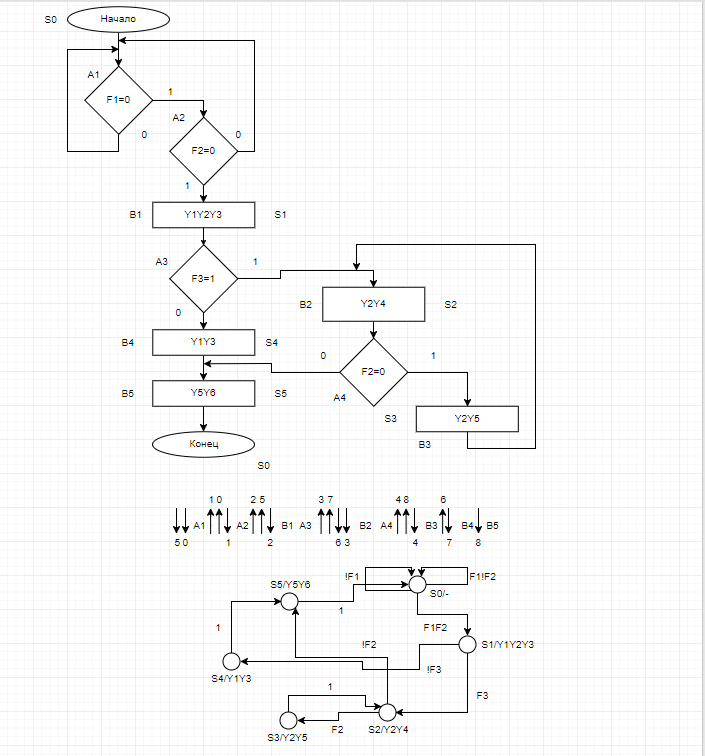 S0 Начало
A1
F1=0 1
A2
0 0
F2=0
1
B1 Y1Y2Y3 S1
A3 1
F3=1
B2 Y2Y4 S2
0
B4 Y1Y3 S4
0 1
F2=0
B5 Y5Y6 S5
A4
S3 Y2Y5
B3
Конец
S0
1 0 2 5 3 7 4 8 6
A1 A2 B1 A3 B2 A4 B3 B4 B5
5 0 1 2 6 3 4 7 8
!F1 F1!F2
S5/Y5Y6
S0/-
1
1 F1F2
!F2 S1/Y1Y2Y3
!F3
S4/Y1Y3
1 F3
F2
S3/Y2Y5 S2/Y2Y4